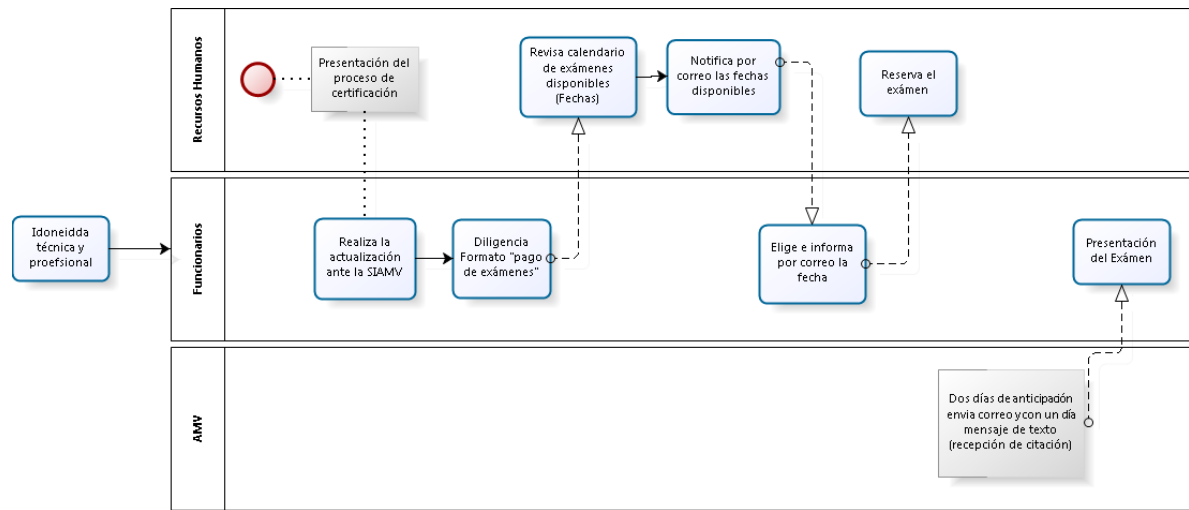 Recursos Humanos
Presentación del
proceso de
certificación
Revisa calendario
de exámenes
disponibles
(Fechas)
Notifica por
correo las fechas
disponibles
Reserva el
exámen
Idoneidda
técnica y
proefsional
Funcionarios
Realiza la
actualización
ante la SIAMV
Diligencia
Formato "pago
de exámenes"
Elige e informa
por correo la
fecha
Presentación
del Exámen
AMV
Dos días de anticipación
envia correo y con un día
mensaje de texto
(recepción de citación)